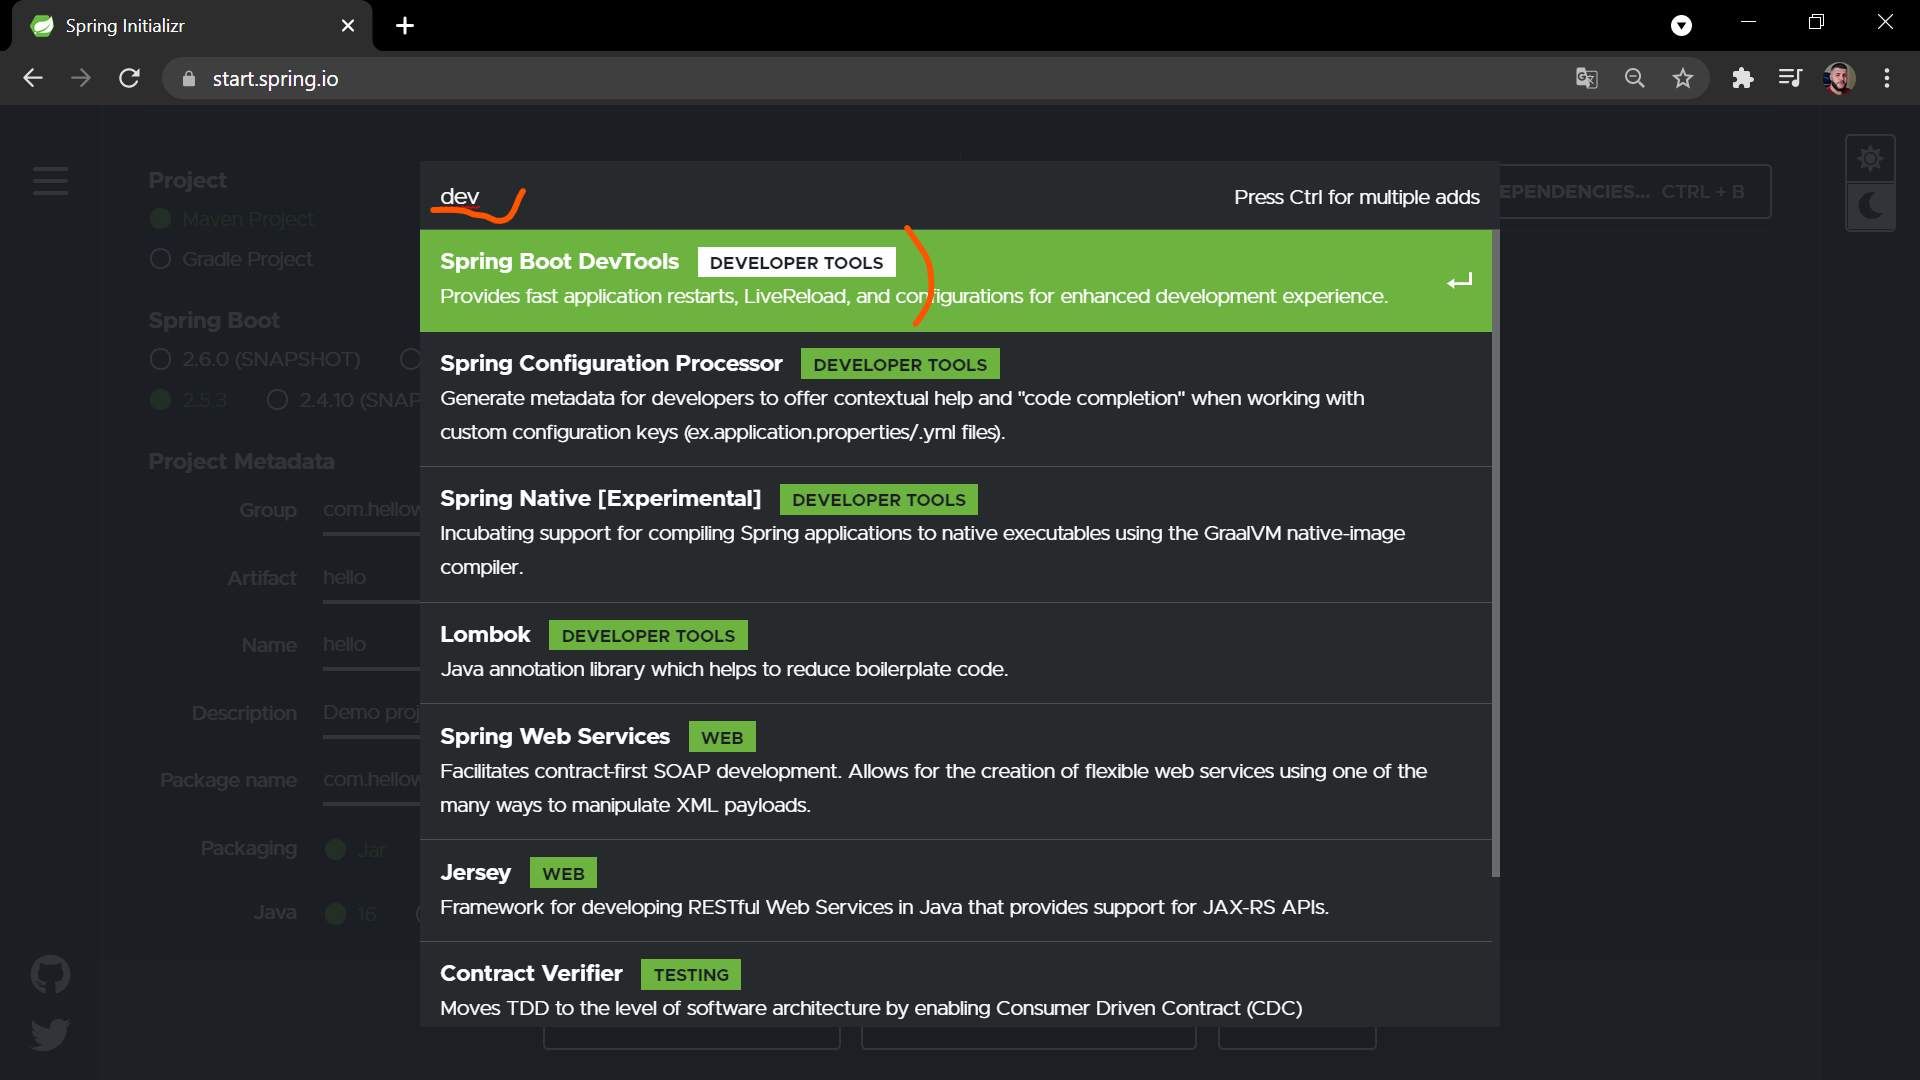 Spring Initializr
start.spring.io
Project
Maven Project
Gradle Project
Spring Boot
2.6.0 (SNAPSHOT)
2.5.3
2.4.10 (SNAP
Project Metadata
Group com.hellow
Artifact hello
Name hello
Description Demo proj
Package name com.hellow
Packaging Jar
Java 16
EPENDENCIES... CTRL + B
dev
Press Ctrl for multiple adds
Spring Boot DevTools DEVELOPER TOOLS
Provides fast application restarts, LiveReload, and configurations for enhanced development experience.
Spring Configuration Processor DEVELOPER TOOLS
Generate metadata for developers to offer contextual help and "code completion" when working with
custom configuration keys (ex.application.properties/.yml files).
Spring Native [Experimental] DEVELOPER TOOLS
Incubating support for compiling Spring applications to native executables using the GraalVM native-image
compiler.
Lombok DEVELOPER TOOLS
Java annotation library which helps to reduce boilerplate code.
Spring Web Services WEB
Facilitates contract-first SOAP development. Allows for the creation of flexible web services using one of the
many ways to manipulate XML payloads.
Jersey WEB
Framework for developing RESTful Web Services in Java that provides support for JAX-RS APIs.
Contract Verifier TESTING
Moves TDD to the level of software architecture by enabling Consumer Driven Contract (CDC)